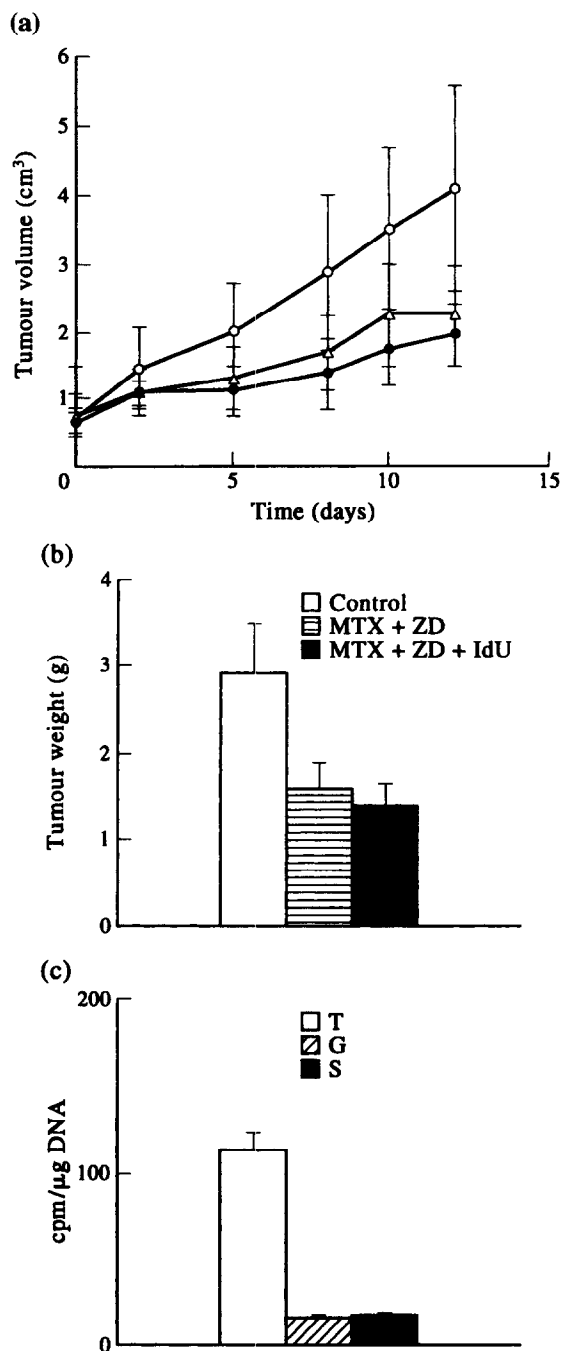 (a)
6
5
4
3
2
1
0
5
10
15
Tumour volume (cm³)
Time (days)
(b)
4
3
2
1
0
Tumour weight (g)
Control
MTX + ZD
MTX + ZD + IdU
(c)
200
100
0
cpm/µg DNA
T
G
S